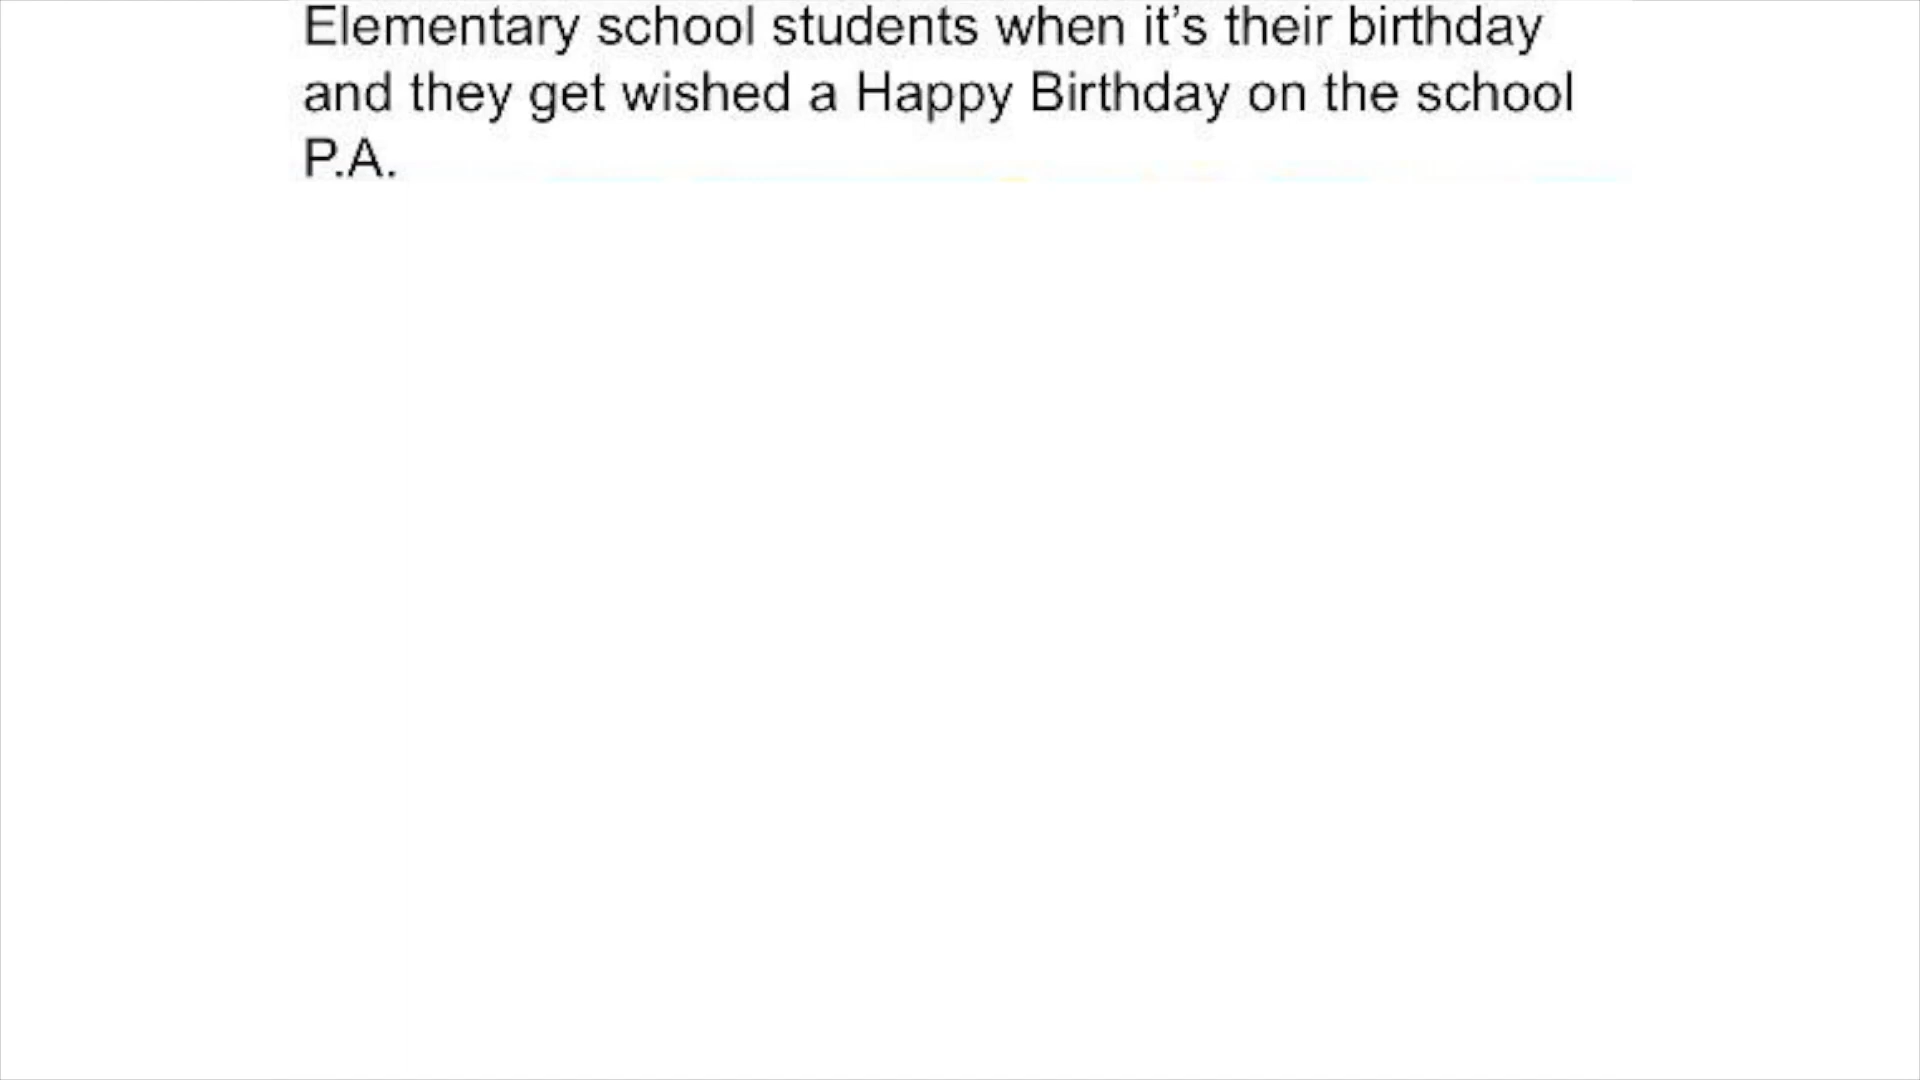 Elementary school students when it’s their birthday
and they get wished a Happy Birthday on the school
P.A.